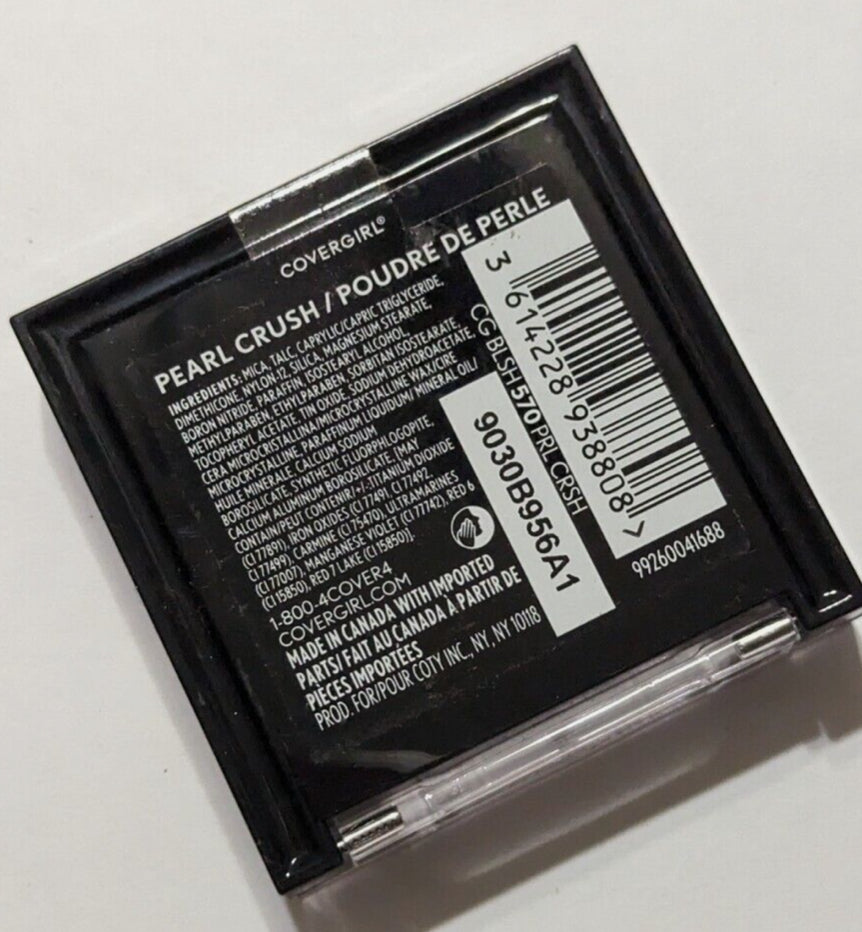 COVERGIRL®
PEARL CRUSH / POUDRE DE PERLE
INGREDIENTS: MICA, TALC, CAPRYLIC/CAPRIC TRIGLYCERIDE,
DIMETHICONE, NYLON-12, SILICA, MAGNESIUM STEARATE,
BORON NITRIDE, PARAFFIN, ISOSTEARYL ALCOHOL,
METHYLPARABEN, ETHYLPARABEN, SORBITAN ISOSTEARATE,
TOCOPHERYL ACETATE, TIN OXIDE, SODIUM DEHYDROACETATE,
CERA MICROCRISTALLINA/MICROCRYSTALLINE WAX/CIRE
MICROCRYSTALLINE, PARAFFINUM LIQUIDUM/ MINERAL OIL/
HUILE MINERALE, CALCIUM SODIUM
BOROSILICATE, SYNTHETIC FLUORPHLOGOPITE,
CALCIUM ALUMINUM BOROSILICATE, [MAY
CONTAIN/PEUT CONTENIR/+/-:TITANIUM DIOXIDE
(CI 77891), IRON OXIDES (CI 77491, CI 77492
CI 77499), CARMINE (CI 75470), ULTRAMARINES
(CI 77007), MANGANESE VIOLET (CI 77742), RED 6
(CI 15850), RED 7 LAKE (CI 15850)].
1-800-4COVER4
COVERGIRL.COM
MADE IN CANADA WITH IMPORTED
PARTS/ FAIT AU CANADA À PARTIR DE
PIÈCES IMPORTÉES
PROD. FOR/POUR COTY INC., NY, NY 10118
9030B956A1
CG BLSH 570 PRL CRSH
3 614228 938808 >
99260041688